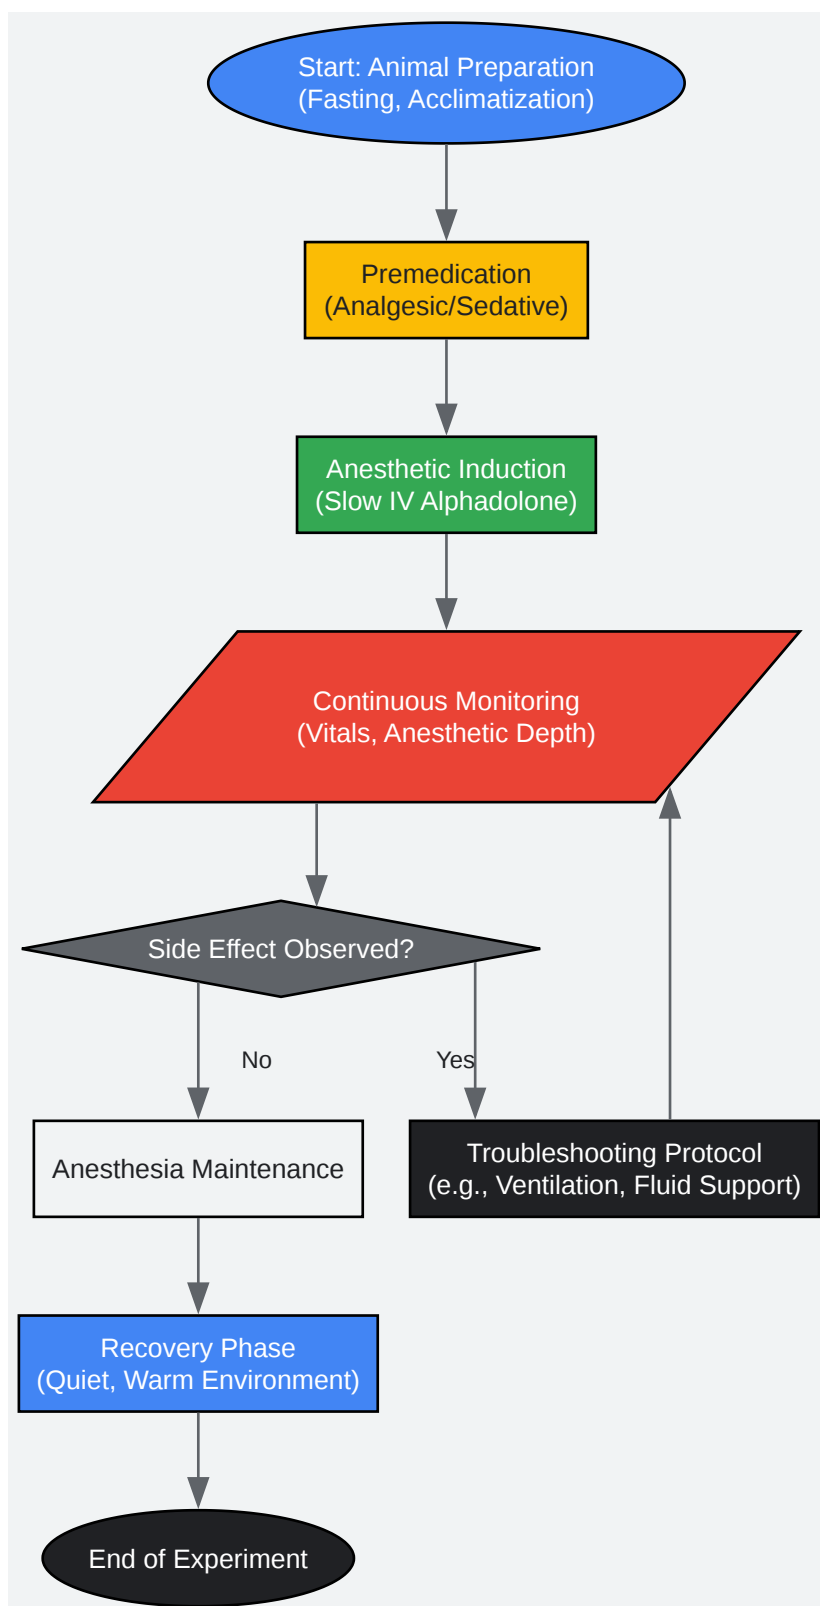 Start: Animal Preparation
(Fasting, Acclimatization)
Premedication
(Analgesic/Sedative)
Anesthetic Induction
(Slow IV Alphadolone)
Continuous Monitoring
(Vitals, Anesthetic Depth)
Side Effect Observed?
No
Yes
Anesthesia Maintenance
Troubleshooting Protocol
(e.g., Ventilation, Fluid Support)
Recovery Phase
(Quiet, Warm Environment)
End of Experiment